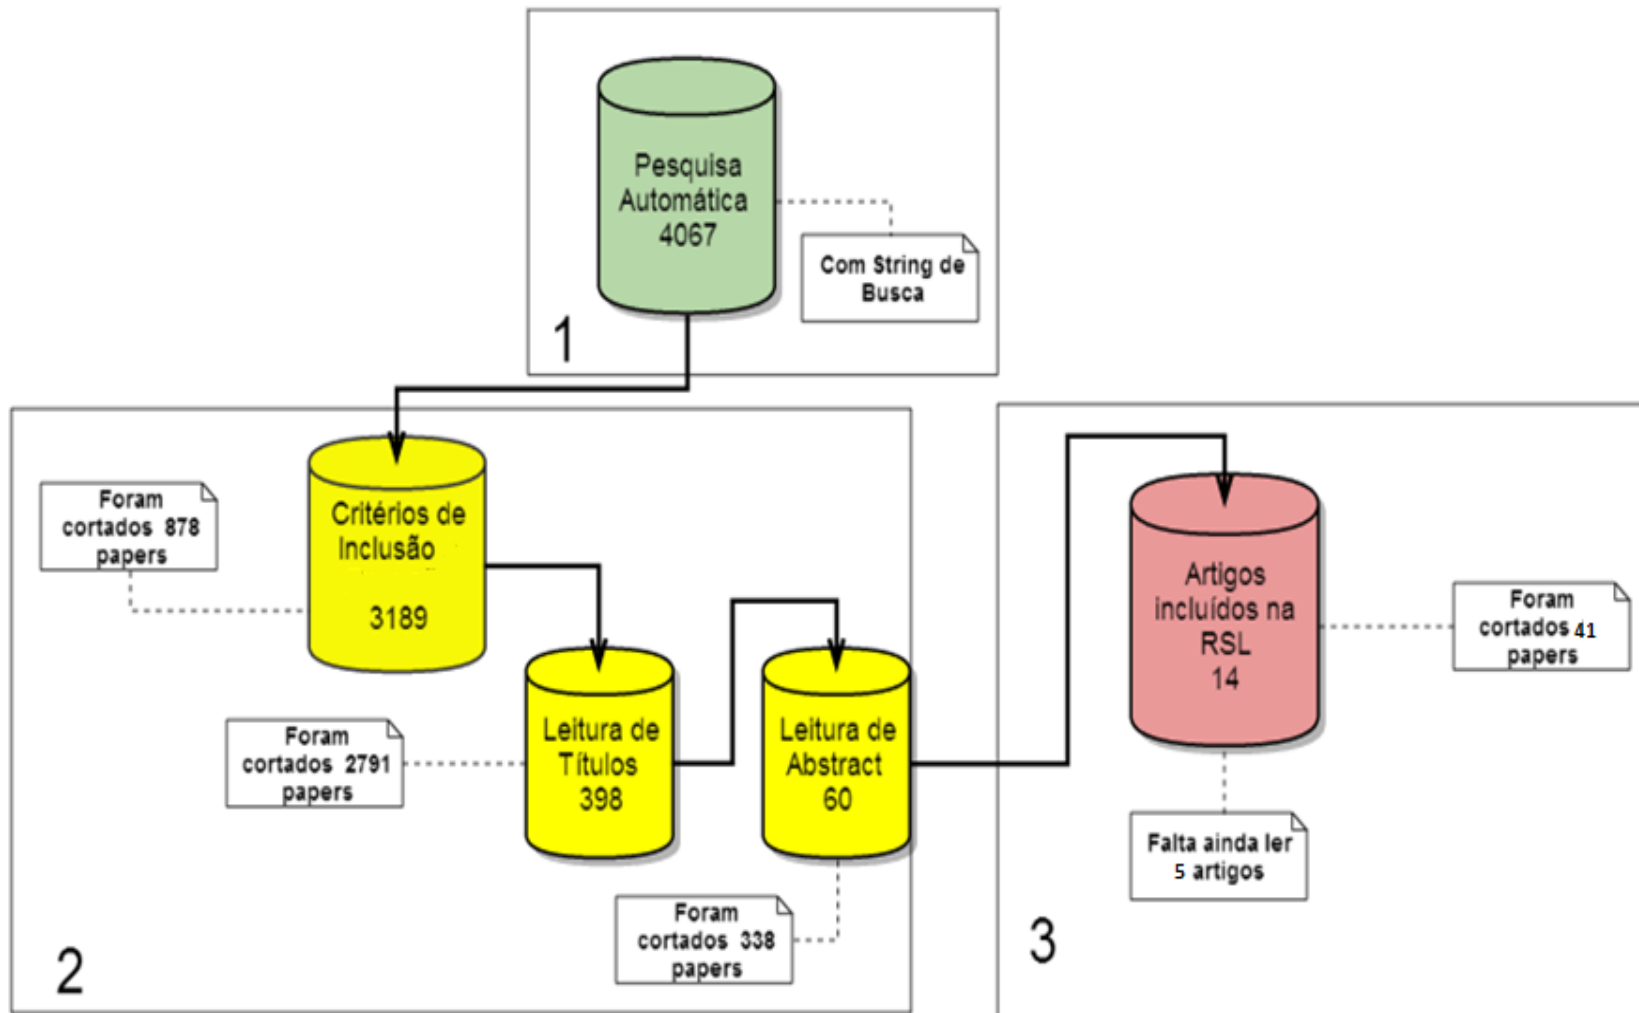 Pesquisa
Automática
4067
Com String de
Busca
1
Foram
cortados 878
papers
Critérios de
Inclusão
3189
Foram
cortados 2791
papers
Leitura de
Títulos
398
Leitura de
Abstract
60
Foram
cortados 338
papers
2
Artigos
incluídos na
RSL
14
Foram
cortados 41
papers
Falta ainda ler
5 artigos
3